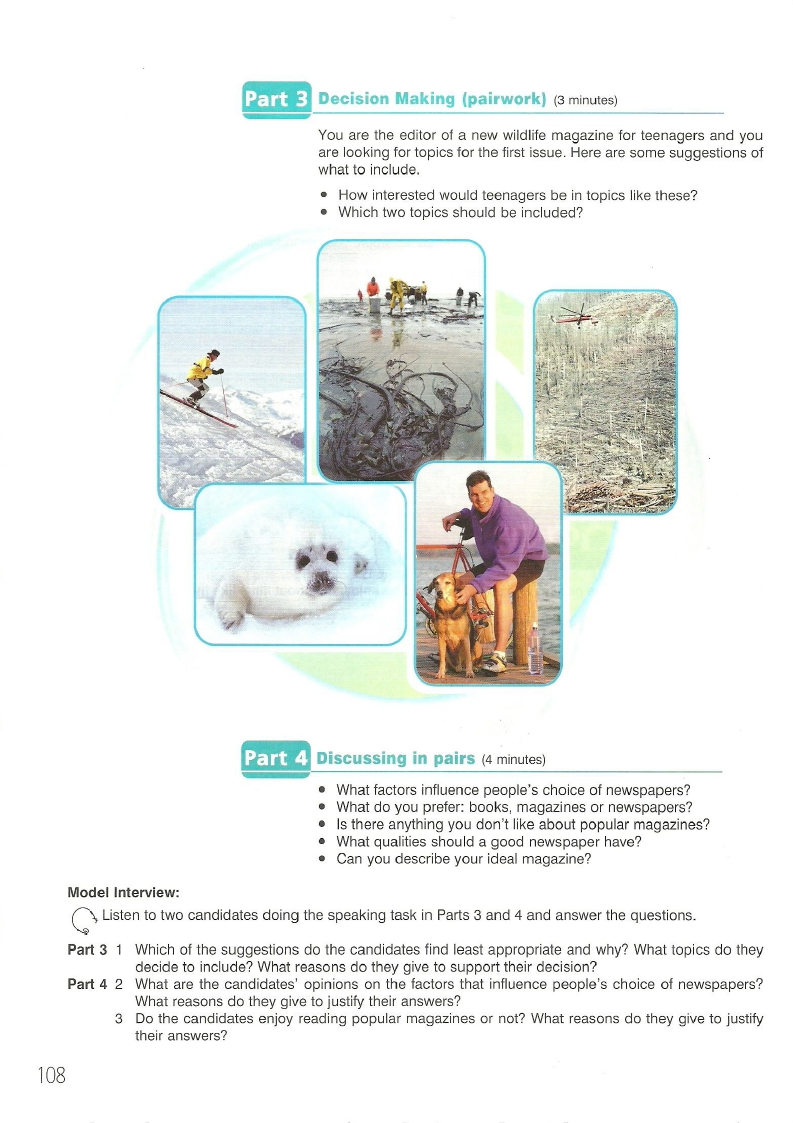 Part 3 Decision Making (pairwork) (3 minutes)
You are the editor of a new wildlife magazine for teenagers and you
are looking for topics for the first issue. Here are some suggestions of
what to include.
• How interested would teenagers be in topics like these?
• Which two topics should be included?
Part 4 Discussing in pairs (4 minutes)
• What factors influence people's choice of newspapers?
• What do you prefer: books, magazines or newspapers?
• Is there anything you don't like about popular magazines?
• What qualities should a good newspaper have?
• Can you describe your ideal magazine?
Model Interview:
Listen to two candidates doing the speaking task in Parts 3 and 4 and answer the questions.
Part 3 1 Which of the suggestions do the candidates find least appropriate and why? What topics do they
decide to include? What reasons do they give to support their decision?
Part 4 2 What are the candidates' opinions on the factors that influence people's choice of newspapers?
What reasons do they give to justify their answers?
3 Do the candidates enjoy reading popular magazines or not? What reasons do they give to justify
their answers?
108